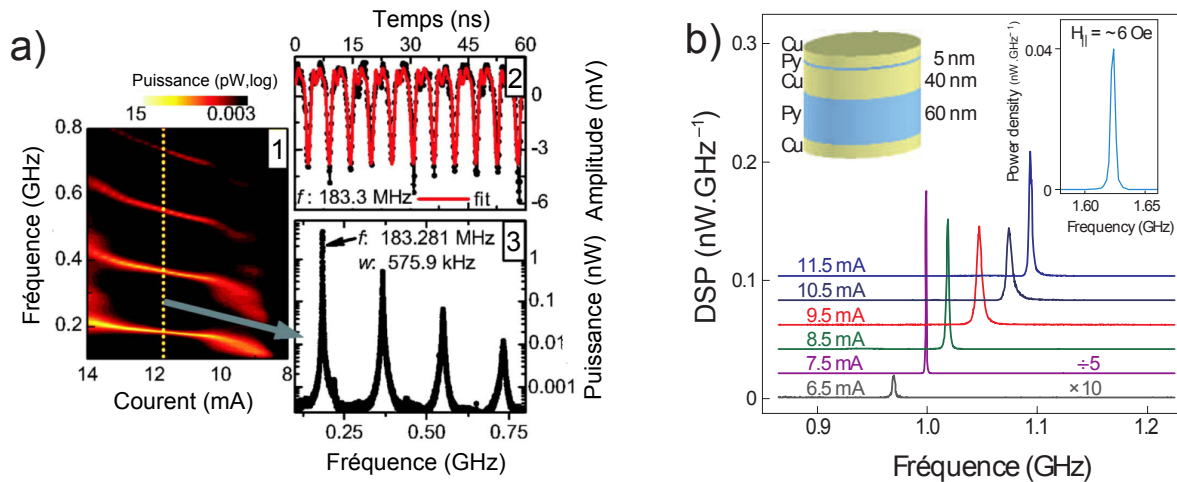 a)
Puissance (pW,log)
15 0.003
1
0.8
0.6
0.4
0.2
Fréquence (GHz)
14 12 10 8
Courent (mA)
Temps (ns)
0 15 30 45 60
2
0
-3
-6
Amplitude (mV)
f : 183.3 MHz fit
3
f: 183.281 MHz
w: 575.9 kHz
1
0.1
0.01
0.001
Puissance (nW)
0.25 0.50 0.75
Fréquence (GHz)
b)
0.3
0.2
0.1
0
DSP (nW.GHz⁻¹)
Cu
Py
Cu
Py
Cu
5 nm
40 nm
60 nm
Power density (nW.GHz⁻¹)
0.04
0
H|| = ~6 Oe
1.60 1.65
Frequency (GHz)
11.5 mA
10.5 mA
9.5 mA
8.5 mA
7.5 mA ÷5
6.5 mA ×10
0.9 1.0 1.1 1.2
Fréquence (GHz)